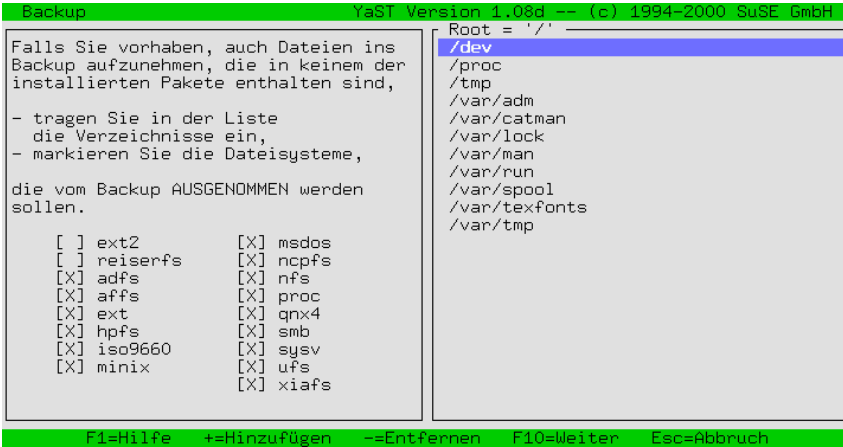 Backup YaST Version 1.08d -- (c) 1994-2000 SuSE GmbH
Falls Sie vorhaben, auch Dateien ins
Backup aufzunehmen, die in keinem der
installierten Pakete enthalten sind,
- tragen Sie in der Liste
die Verzeichnisse ein,
- markieren Sie die Dateisysteme,
die vom Backup AUSGENOMMEN werden
sollen.
[ ] ext2 [X] msdos
[ ] reiserfs [X] ncpfs
[X] adfs [X] nfs
[X] affs [X] proc
[X] ext [X] qnx4
[X] hpfs [X] smb
[X] iso9660 [X] sysv
[X] minix [X] ufs
[X] xiafs
Root = '/'
/dev
/proc
/tmp
/var/adm
/var/catman
/var/lock
/var/man
/var/run
/var/spool
/var/texfonts
/var/tmp
F1=Hilfe +=Hinzufügen -=Entfernen F10=Weiter Esc=Abbruch